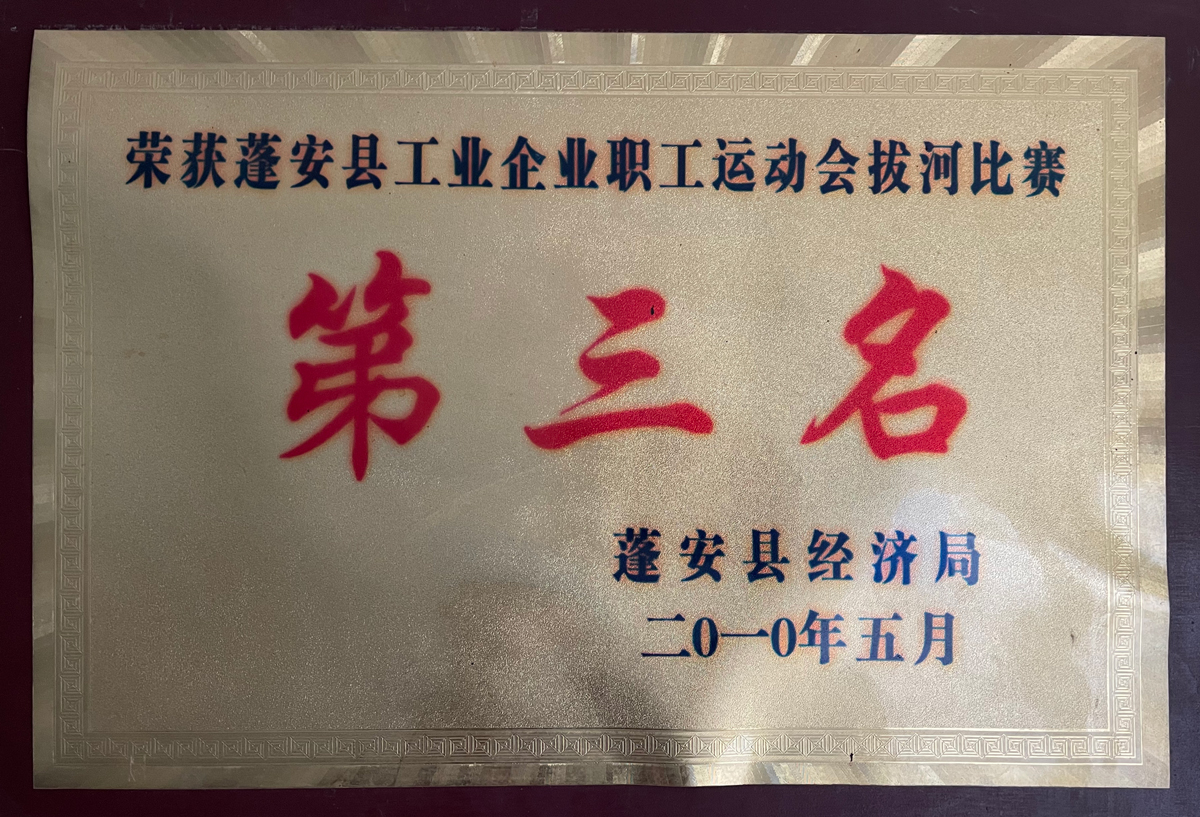 荣获蓬安县工业企业职工运动会拔河比赛
第三名
蓬安县经济局
二0一0年五月